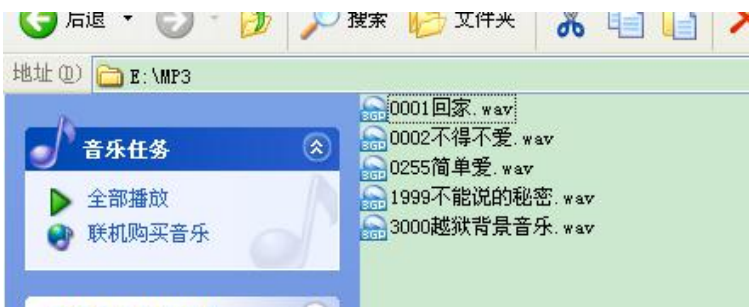 后退 搜索 文件夹
地址(D) E:\MP3
音乐任务
全部播放
联机购买音乐
0001回家.wav
0002不得不爱.wav
0255简单爱.wav
1999不能说的秘密.wav
3000越狱背景音乐.wav